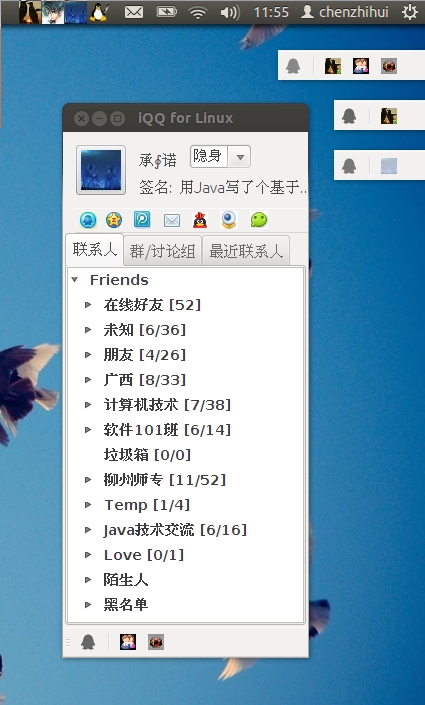 11:55 chenzhihui
iQQ for Linux
承∮诺 隐身
签名: 用Java写了个基于...
联系人 群/讨论组 最近联系人
Friends
在线好友 [52]
未知 [6/36]
朋友 [4/26]
广西 [8/33]
计算机技术 [7/38]
软件101班 [6/14]
垃圾箱 [0/0]
柳州师专 [11/52]
Temp [1/4]
Java技术交流 [6/16]
Love [0/1]
陌生人
黑名单